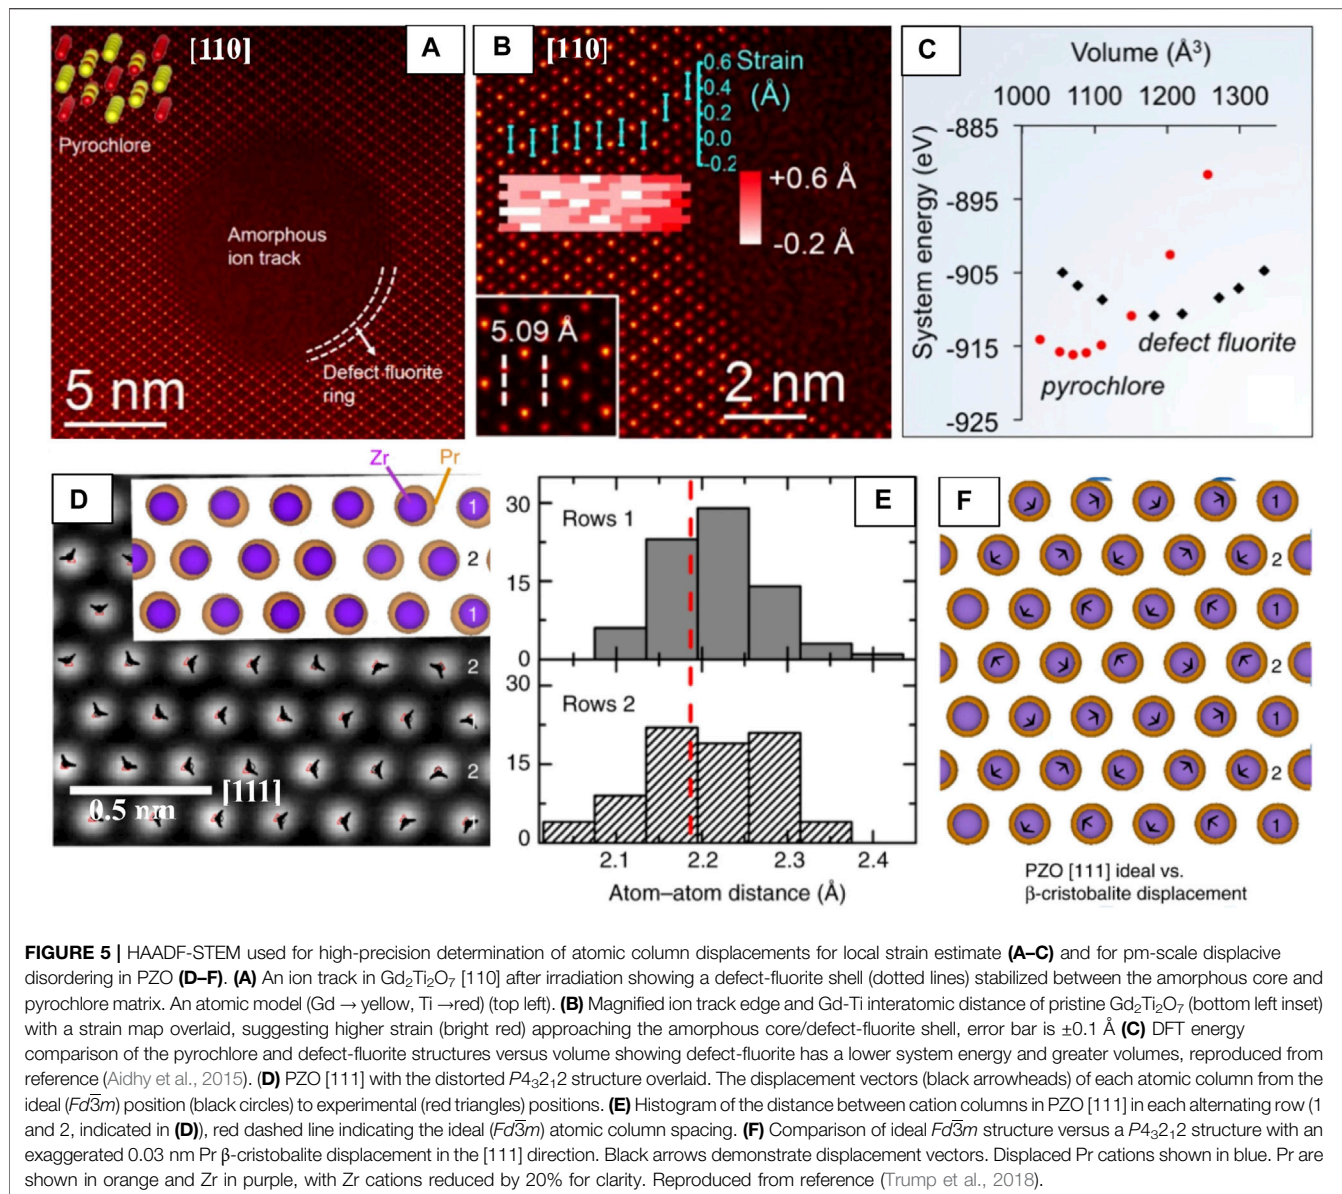 [110]
A
Pyrochlore
Amorphous
ion track
Defect fluorite
ring
5 nm
B
[110]
0.6
0.4
0.2
0.0
-0.2
Strain
(Å)
+0.6 Å
-0.2 Å
5.09 Å
2 nm
C
Volume (Å³)
1000 1100 1200 1300
System energy (eV)
-885
-895
-905
-915
-925
defect fluorite
pyrochlore
D
Zr Pr
1
2
1
2
1
2
0.5 nm
[111]
E
30
Rows 1
15
0
30
Rows 2
15
0
2.1 2.2 2.3 2.4
Atom–atom distance (Å)
F
1
2
1
2
1
2
1
PZO [111] ideal vs.
β-cristobalite displacement
FIGURE 5 | HAADF-STEM used for high-precision determination of atomic column displacements for local strain estimate (A–C) and for pm-scale displacive
disordering in PZO (D–F). (A) An ion track in Gd₂Ti₂O₇ [110] after irradiation showing a defect-fluorite shell (dotted lines) stabilized between the amorphous core and
pyrochlore matrix. An atomic model (Gd → yellow, Ti →red) (top left). (B) Magnified ion track edge and Gd-Ti interatomic distance of pristine Gd₂Ti₂O₇ (bottom left inset)
with a strain map overlaid, suggesting higher strain (bright red) approaching the amorphous core/defect-fluorite shell, error bar is ±0.1 Å (C) DFT energy
comparison of the pyrochlore and defect-fluorite structures versus volume showing defect-fluorite has a lower system energy and greater volumes, reproduced from
reference (Aidhy et al., 2015). (D) PZO [111] with the distorted P4₃2₁2 structure overlaid. The displacement vectors (black arrowheads) of each atomic column from the
ideal (Fd3̅m) position (black circles) to experimental (red triangles) positions. (E) Histogram of the distance between cation columns in PZO [111] in each alternating row (1
and 2, indicated in (D)), red dashed line indicating the ideal (Fd3̅m) atomic column spacing. (F) Comparison of ideal Fd3̅m structure versus a P4₃2₁2 structure with an
exaggerated 0.03 nm Pr β-cristobalite displacement in the [111] direction. Black arrows demonstrate displacement vectors. Displaced Pr cations shown in blue. Pr are
shown in orange and Zr in purple, with Zr cations reduced by 20% for clarity. Reproduced from reference (Trump et al., 2018).